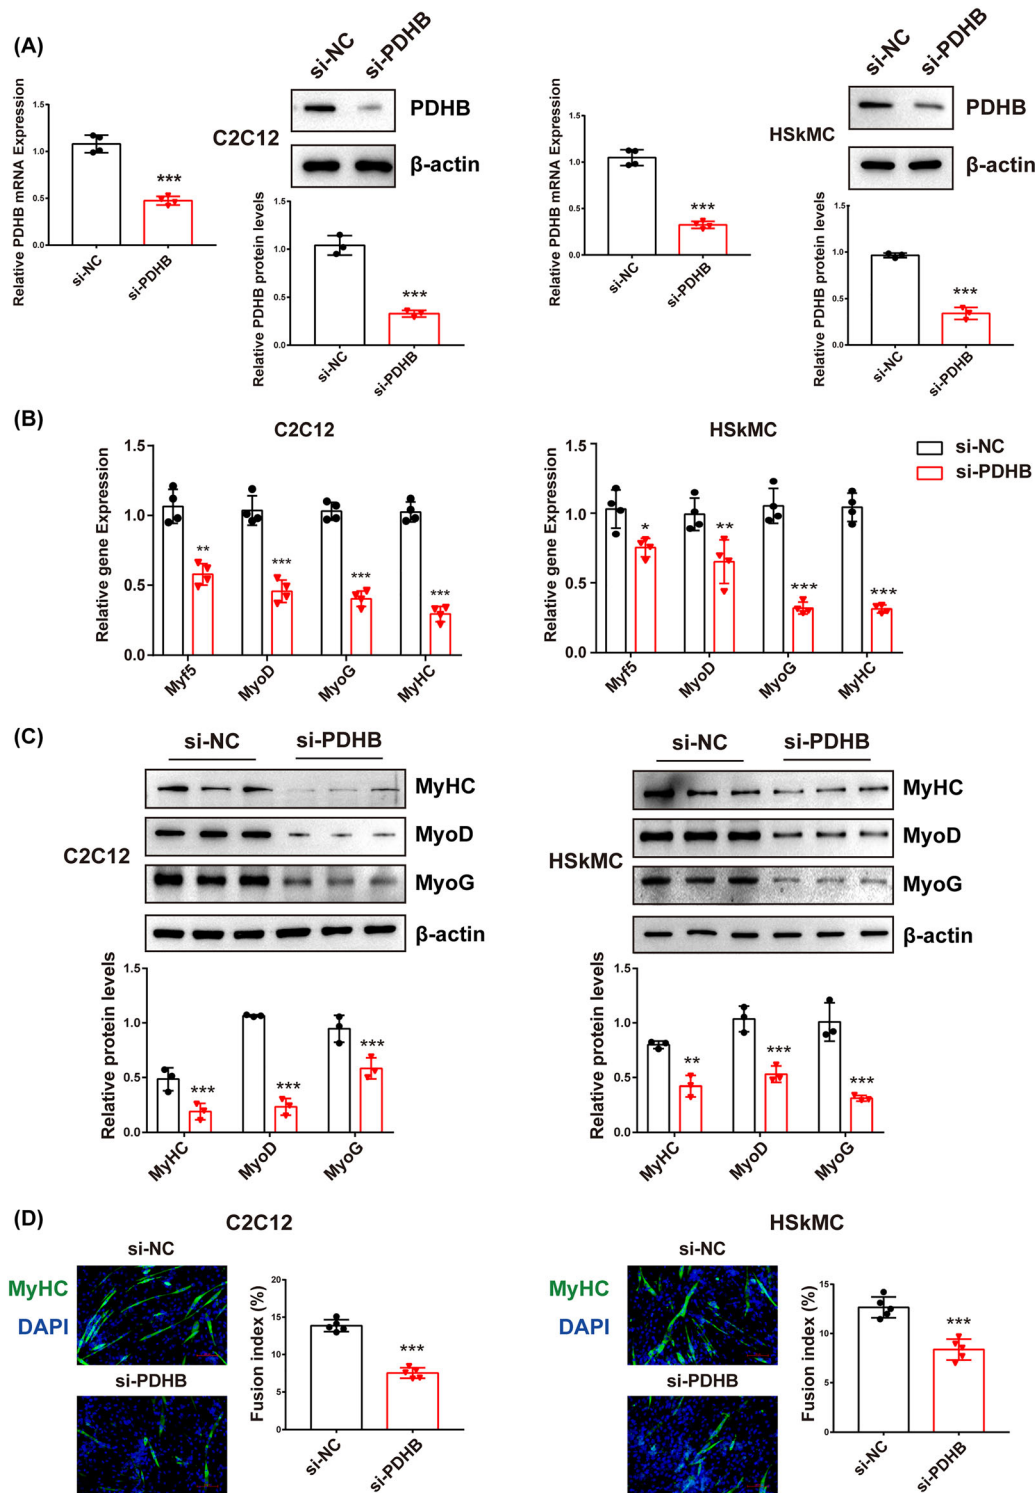 (A)
si-NC
si-PDHB
PDHB
β-actin
C2C12
Relative PDHB mRNA Expression
1.5
1.0
0.5
0.0
***
si-NC
si-PDHB
Relative PDHB protein levels
1.5
1.0
0.5
0.0
***
si-NC
si-PDHB
si-NC
si-PDHB
PDHB
β-actin
HSkMC
Relative PDHB mRNA Expression
1.5
1.0
0.5
0.0
***
si-NC
si-PDHB
Relative PDHB protein levels
1.5
1.0
0.5
0.0
***
si-NC
si-PDHB
(B)
C2C12
Relative gene Expression
1.5
1.0
0.5
0.0
**
***
***
***
Myf5
MyoD
MyoG
MyHC
HSkMC
Relative gene Expression
1.5
1.0
0.5
0.0
*
**
***
***
Myf5
MyoD
MyoG
MyHC
si-NC
si-PDHB
(C)
si-NC
si-PDHB
MyHC
MyoD
C2C12
MyoG
β-actin
Relative protein levels
1.5
1.0
0.5
0.0
***
***
***
MyHC
MyoD
MyoG
si-NC
si-PDHB
MyHC
MyoD
HSkMC
MyoG
β-actin
Relative protein levels
1.5
1.0
0.5
0.0
**
***
***
MyHC
MyoD
MyoG
(D)
C2C12
si-NC
MyHC
DAPI
si-PDHB
Fusion index (%)
20
15
10
5
0
***
si-NC
si-PDHB
HSkMC
si-NC
MyHC
DAPI
si-PDHB
Fusion index (%)
15
10
5
0
***
si-NC
si-PDHB